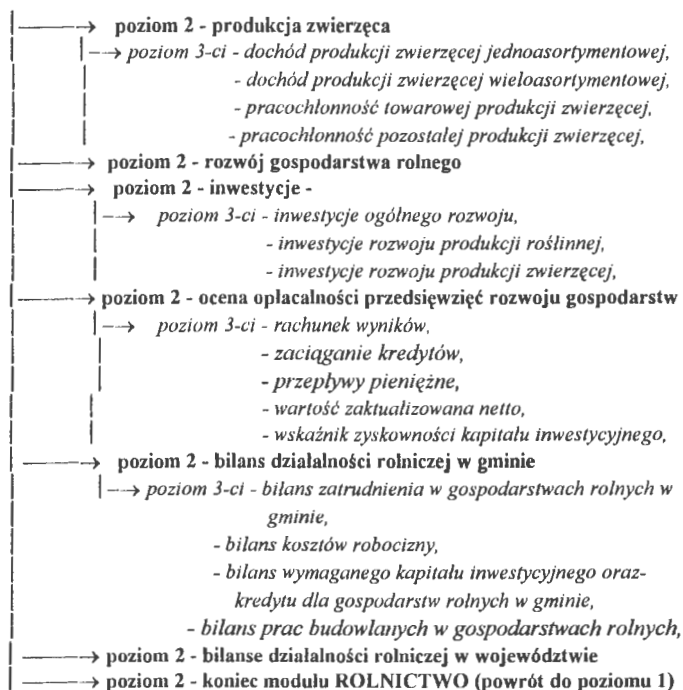 poziom 2 - produkcja zwierzęca
poziom 3-ci - dochód produkcji zwierzęcej jednoasortymentowej,
- dochód produkcji zwierzęcej wieloasortymentowej,
- pracochłonność towarowej produkcji zwierzęcej,
- pracochłonność pozostałej produkcji zwierzęcej,
poziom 2 - rozwój gospodarstwa rolnego
poziom 2 - inwestycje -
poziom 3-ci - inwestycje ogólnego rozwoju,
- inwestycje rozwoju produkcji roślinnej,
- inwestycje rozwoju produkcji zwierzęcej,
poziom 2 - ocena opłacalności przedsięwzięć rozwoju gospodarstw
poziom 3-ci - rachunek wyników,
- zaciąganie kredytów,
- przepływy pieniężne,
- wartość zaktualizowana netto,
- wskaźnik zyskowności kapitału inwestycyjnego,
poziom 2 - bilans działalności rolniczej w gminie
poziom 3-ci - bilans zatrudnienia w gospodarstwach rolnych w
gminie,
- bilans kosztów robocizny,
- bilans wymaganego kapitału inwestycyjnego oraz-
kredytu dla gospodarstw rolnych w gminie,
- bilans prac budowlanych w gospodarstwach rolnych,
poziom 2 - bilanse działalności rolniczej w województwie
poziom 2 - koniec modułu ROLNICTWO (powrót do poziomu 1)